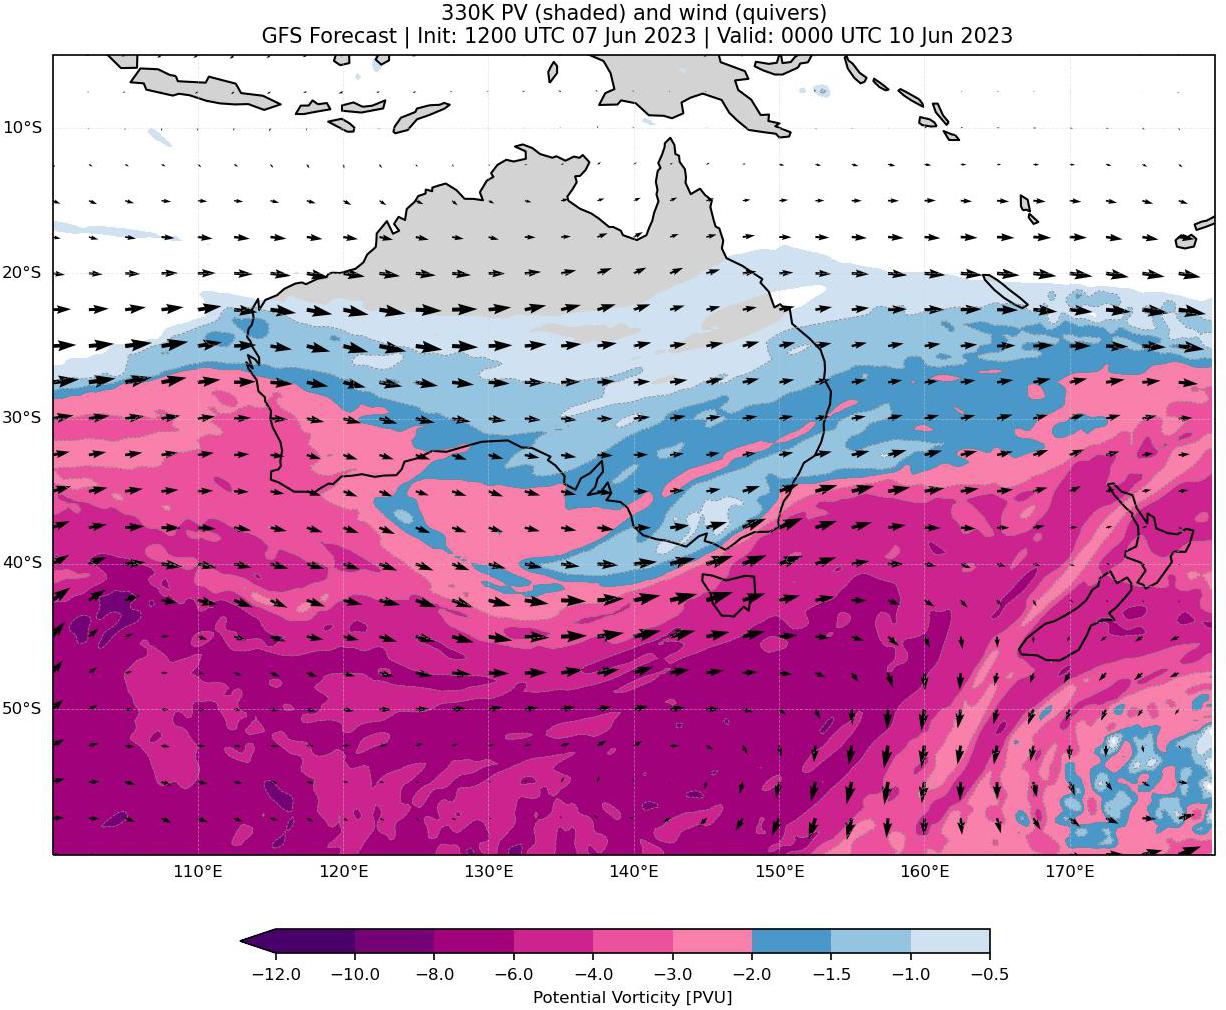 330K PV (shaded) and wind (quivers)
GFS Forecast | Init: 1200 UTC 07 Jun 2023 | Valid: 0000 UTC 10 Jun 2023
10°S
20°S
30°S
40°S
50°S
110°E 120°E 130°E 140°E 150°E 160°E 170°E
−12.0 −10.0 −8.0 −6.0 −4.0 −3.0 −2.0 −1.5 −1.0 −0.5
Potential Vorticity [PVU]